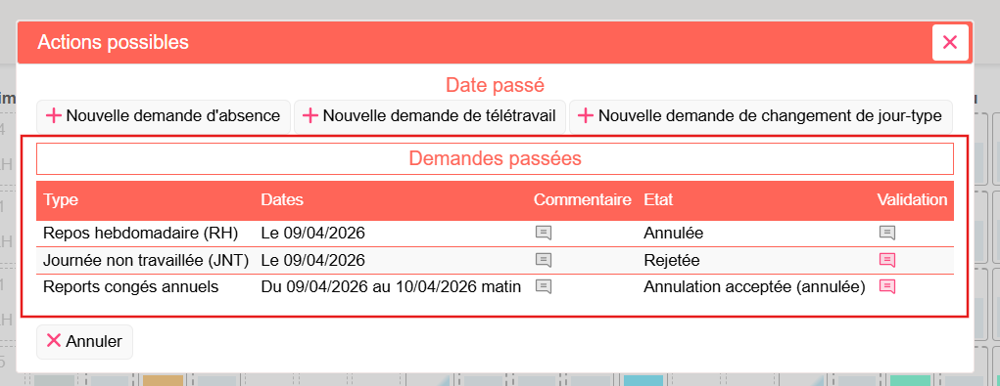 Actions possibles
Date passé
Nouvelle demande d'absence Nouvelle demande de télétravail Nouvelle demande de changement de jour-type
Demandes passées
Type Dates Commentaire Etat Validation
Repos hebdomadaire (RH) Le 09/04/2026 Annulée
Journée non travaillée (JNT) Le 09/04/2026 Rejetée
Reports congés annuels Du 09/04/2026 au 10/04/2026 matin Annulation acceptée (annulée)
Annuler